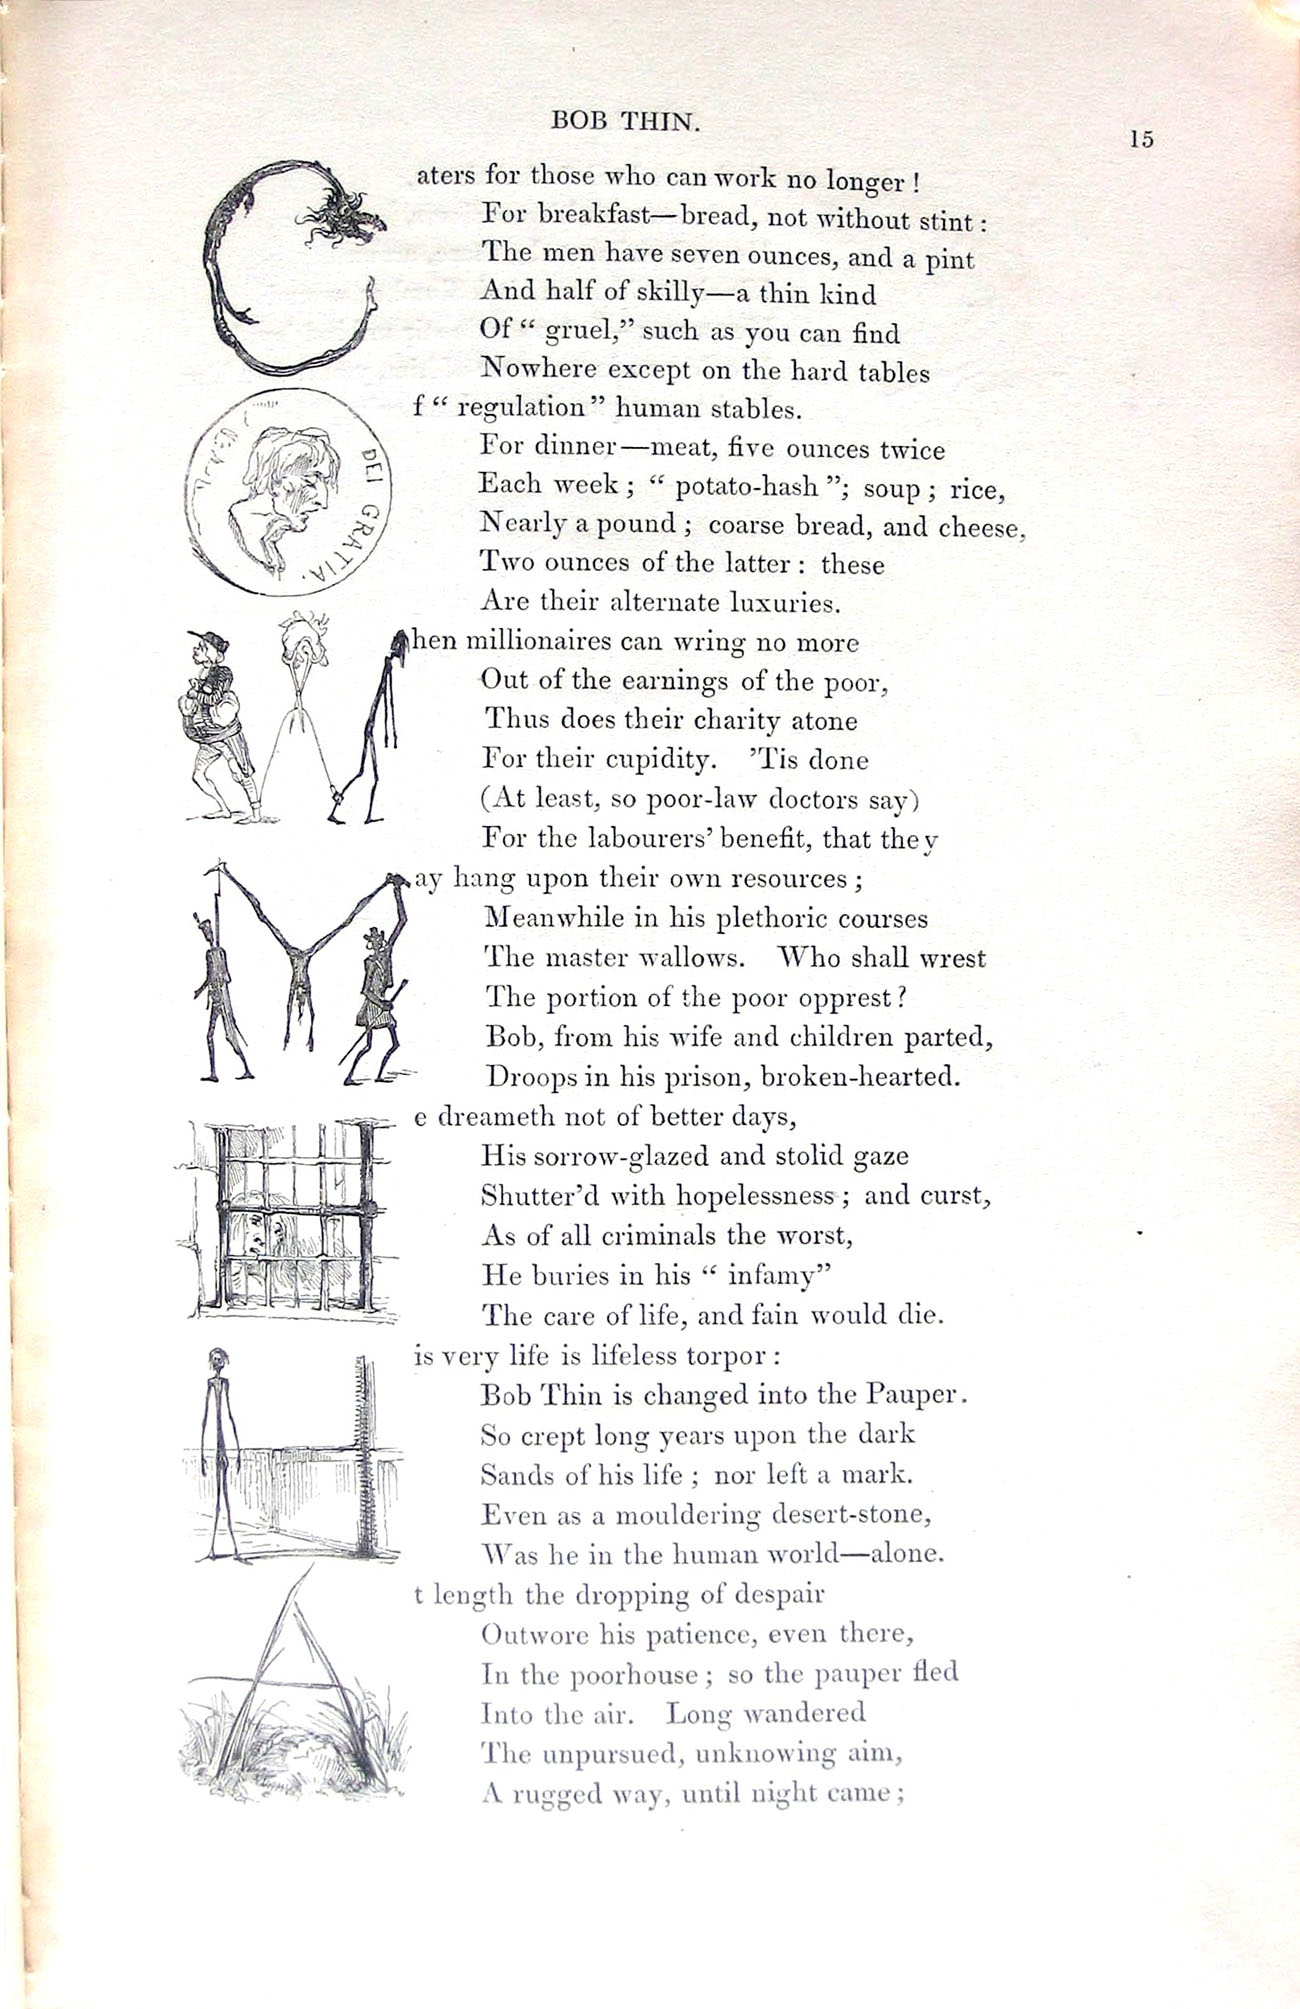 BOB THIN.
15
Caters for those who can work no longer !
For breakfast—bread, not without stint :
The men have seven ounces, and a pint
And half of skilly—a thin kind
Of “ gruel,” such as you can find
Nowhere except on the hard tables
Of “ regulation ” human stables.
DEI GRATIA.
For dinner—meat, five ounces twice
Each week ; “ potato-hash ”; soup ; rice,
Nearly a pound ; coarse bread, and cheese,
Two ounces of the latter : these
Are their alternate luxuries.
When millionaires can wring no more
Out of the earnings of the poor,
Thus does their charity atone
For their cupidity. ’Tis done
(At least, so poor-law doctors say)
For the labourers’ benefit, that they
May hang upon their own resources ;
Meanwhile in his plethoric courses
The master wallows. Who shall wrest
The portion of the poor opprest ?
Bob, from his wife and children parted,
Droops in his prison, broken-hearted.
He dreameth not of better days,
His sorrow-glazed and stolid gaze
Shutter’d with hopelessness ; and curst,
As of all criminals the worst,
He buries in his “ infamy”
The care of life, and fain would die.
His very life is lifeless torpor :
Bob Thin is changed into the Pauper.
So crept long years upon the dark
Sands of his life ; nor left a mark.
Even as a mouldering desert-stone,
Was he in the human world—alone.
At length the dropping of despair
Outwore his patience, even there,
In the poorhouse ; so the pauper fled
Into the air. Long wandered
The unpursued, unknowing aim,
A rugged way, until night came ;